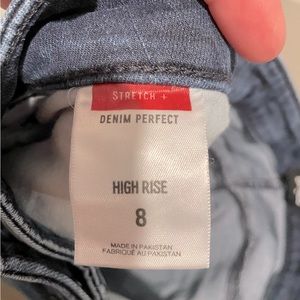 STRETCH +
DENIM PERFECT
HIGH RISE
8
MADE IN PAKISTAN
FABRIQUÉ AU PAKISTAN